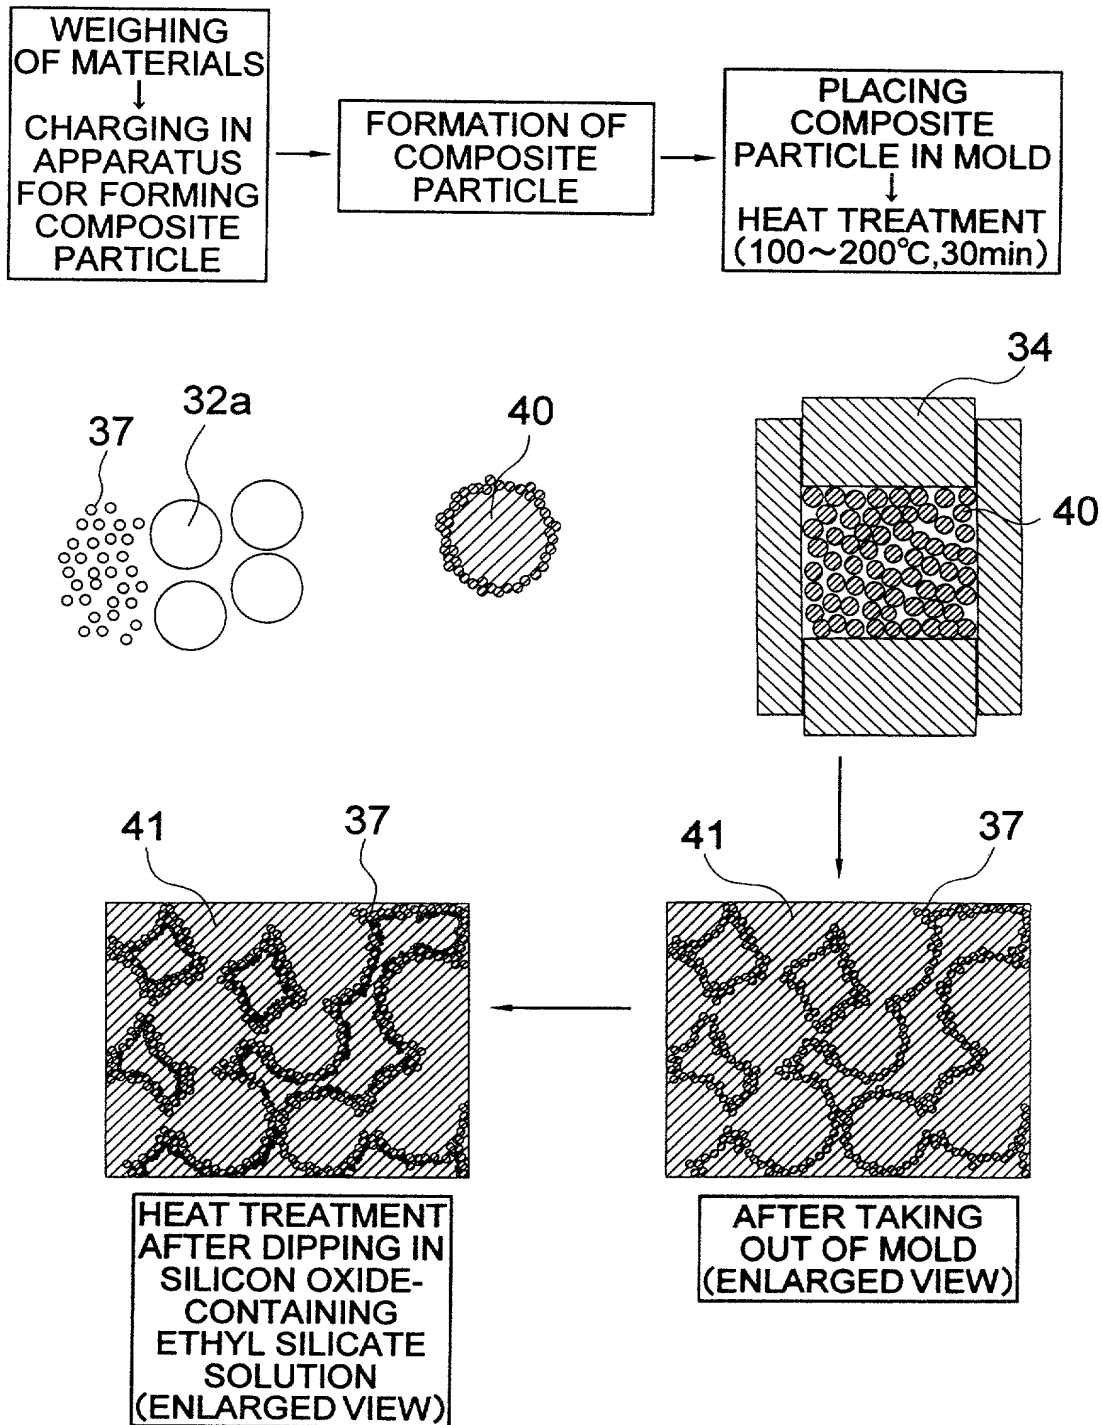 WEIGHING
OF MATERIALS
↓
CHARGING IN
APPARATUS
FOR FORMING
COMPOSITE
PARTICLE
FORMATION OF
COMPOSITE
PARTICLE
PLACING
COMPOSITE
PARTICLE IN MOLD
↓
HEAT TREATMENT
(100～200℃,30min)
37
32a
40
34
40
41
37
41
37
HEAT TREATMENT
AFTER DIPPING IN
SILICON OXIDE-
CONTAINING
ETHYL SILICATE
SOLUTION
(ENLARGED VIEW)
AFTER TAKING
OUT OF MOLD
(ENLARGED VIEW)